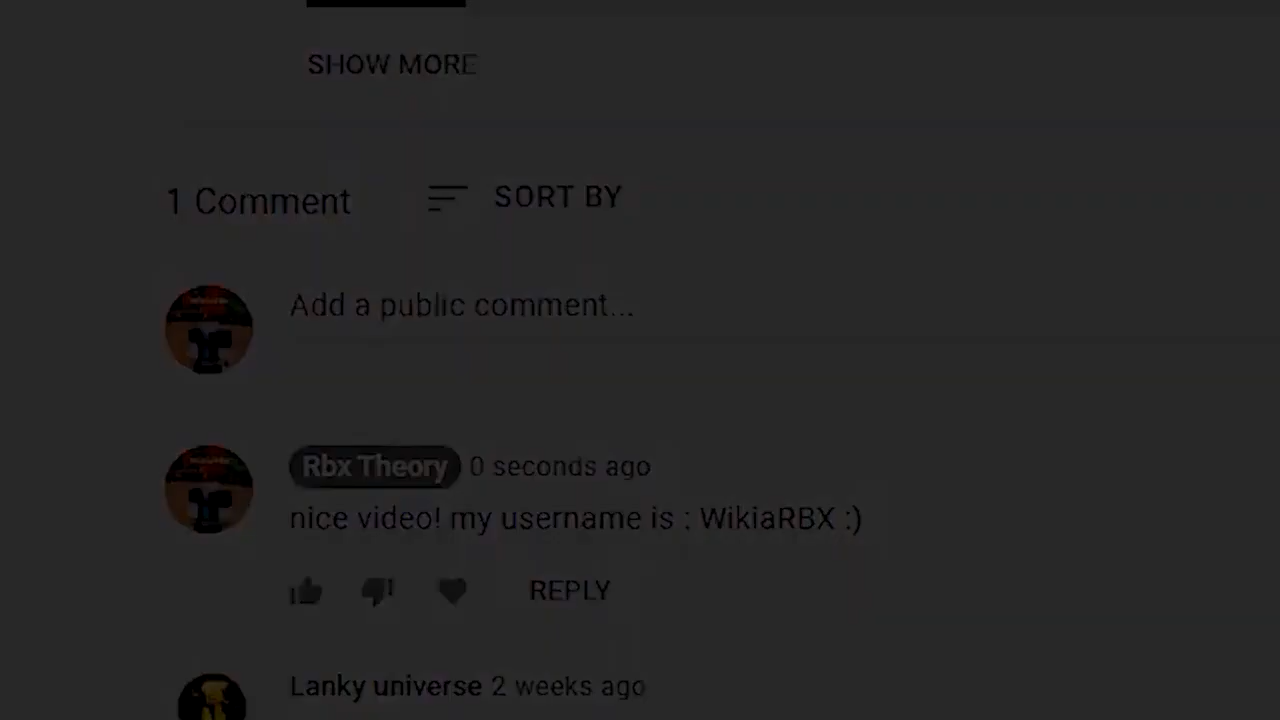 SHOW MORE
1 Comment
SORT BY
Add a public comment...
Rbx Theory 0 seconds ago
nice video! my username is : WikiaRBX :)
REPLY
Lanky universe 2 weeks ago